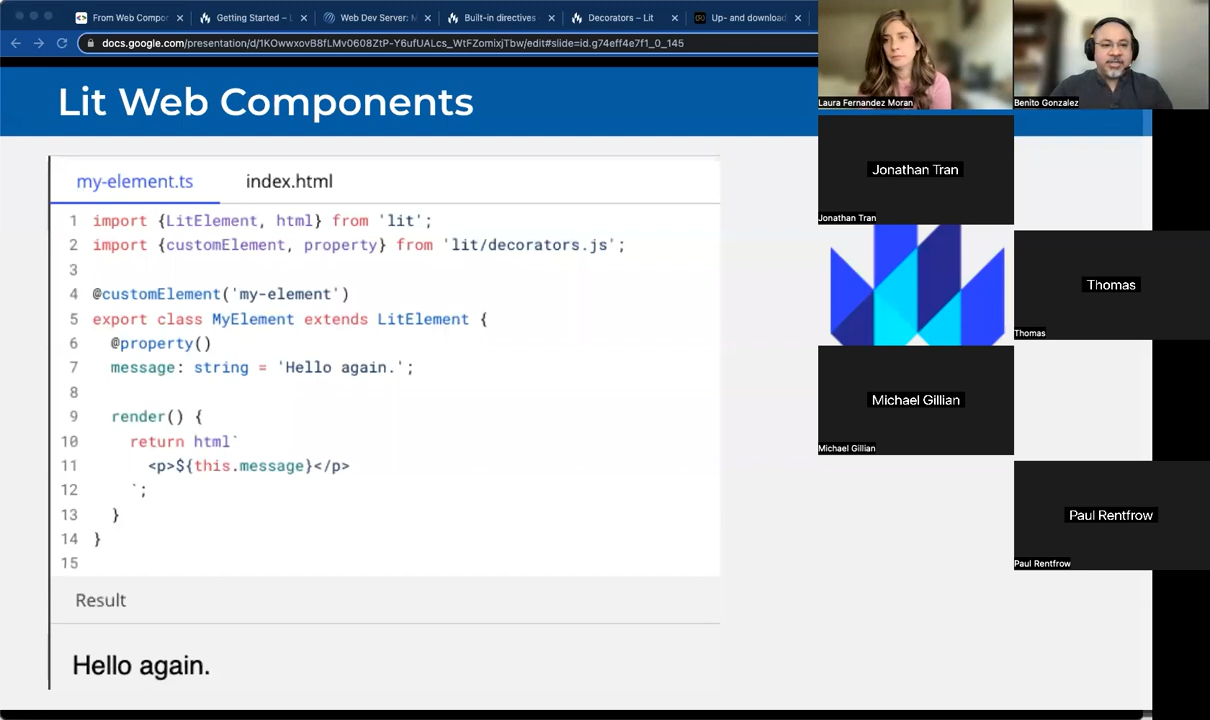 From Web Compor
Getting Started – L
Web Dev Server: M
Built-in directives -
Decorators – Lit
Up- and download
docs.google.com/presentation/d/1KOwwxovB8fLMv0608ZtP-Y6ufUALcs_WtFZomixjTbw/edit#slide=id.g74eff4e7f1_0_145
Lit Web Components
my-element.ts
index.html
1 import {LitElement, html} from 'lit';
2 import {customElement, property} from 'lit/decorators.js';
3
4 @customElement('my-element')
5 export class MyElement extends LitElement {
6 @property()
7 message: string = 'Hello again.';
8
9 render() {
10 return html`
11 <p>${this.message}</p>
12 `;
13 }
14 }
15
Result
Hello again.
Laura Fernandez Moran
Benito Gonzalez
Jonathan Tran
Jonathan Tran
Thomas
Thomas
Michael Gillian
Michael Gillian
Paul Rentfrow
Paul Rentfrow